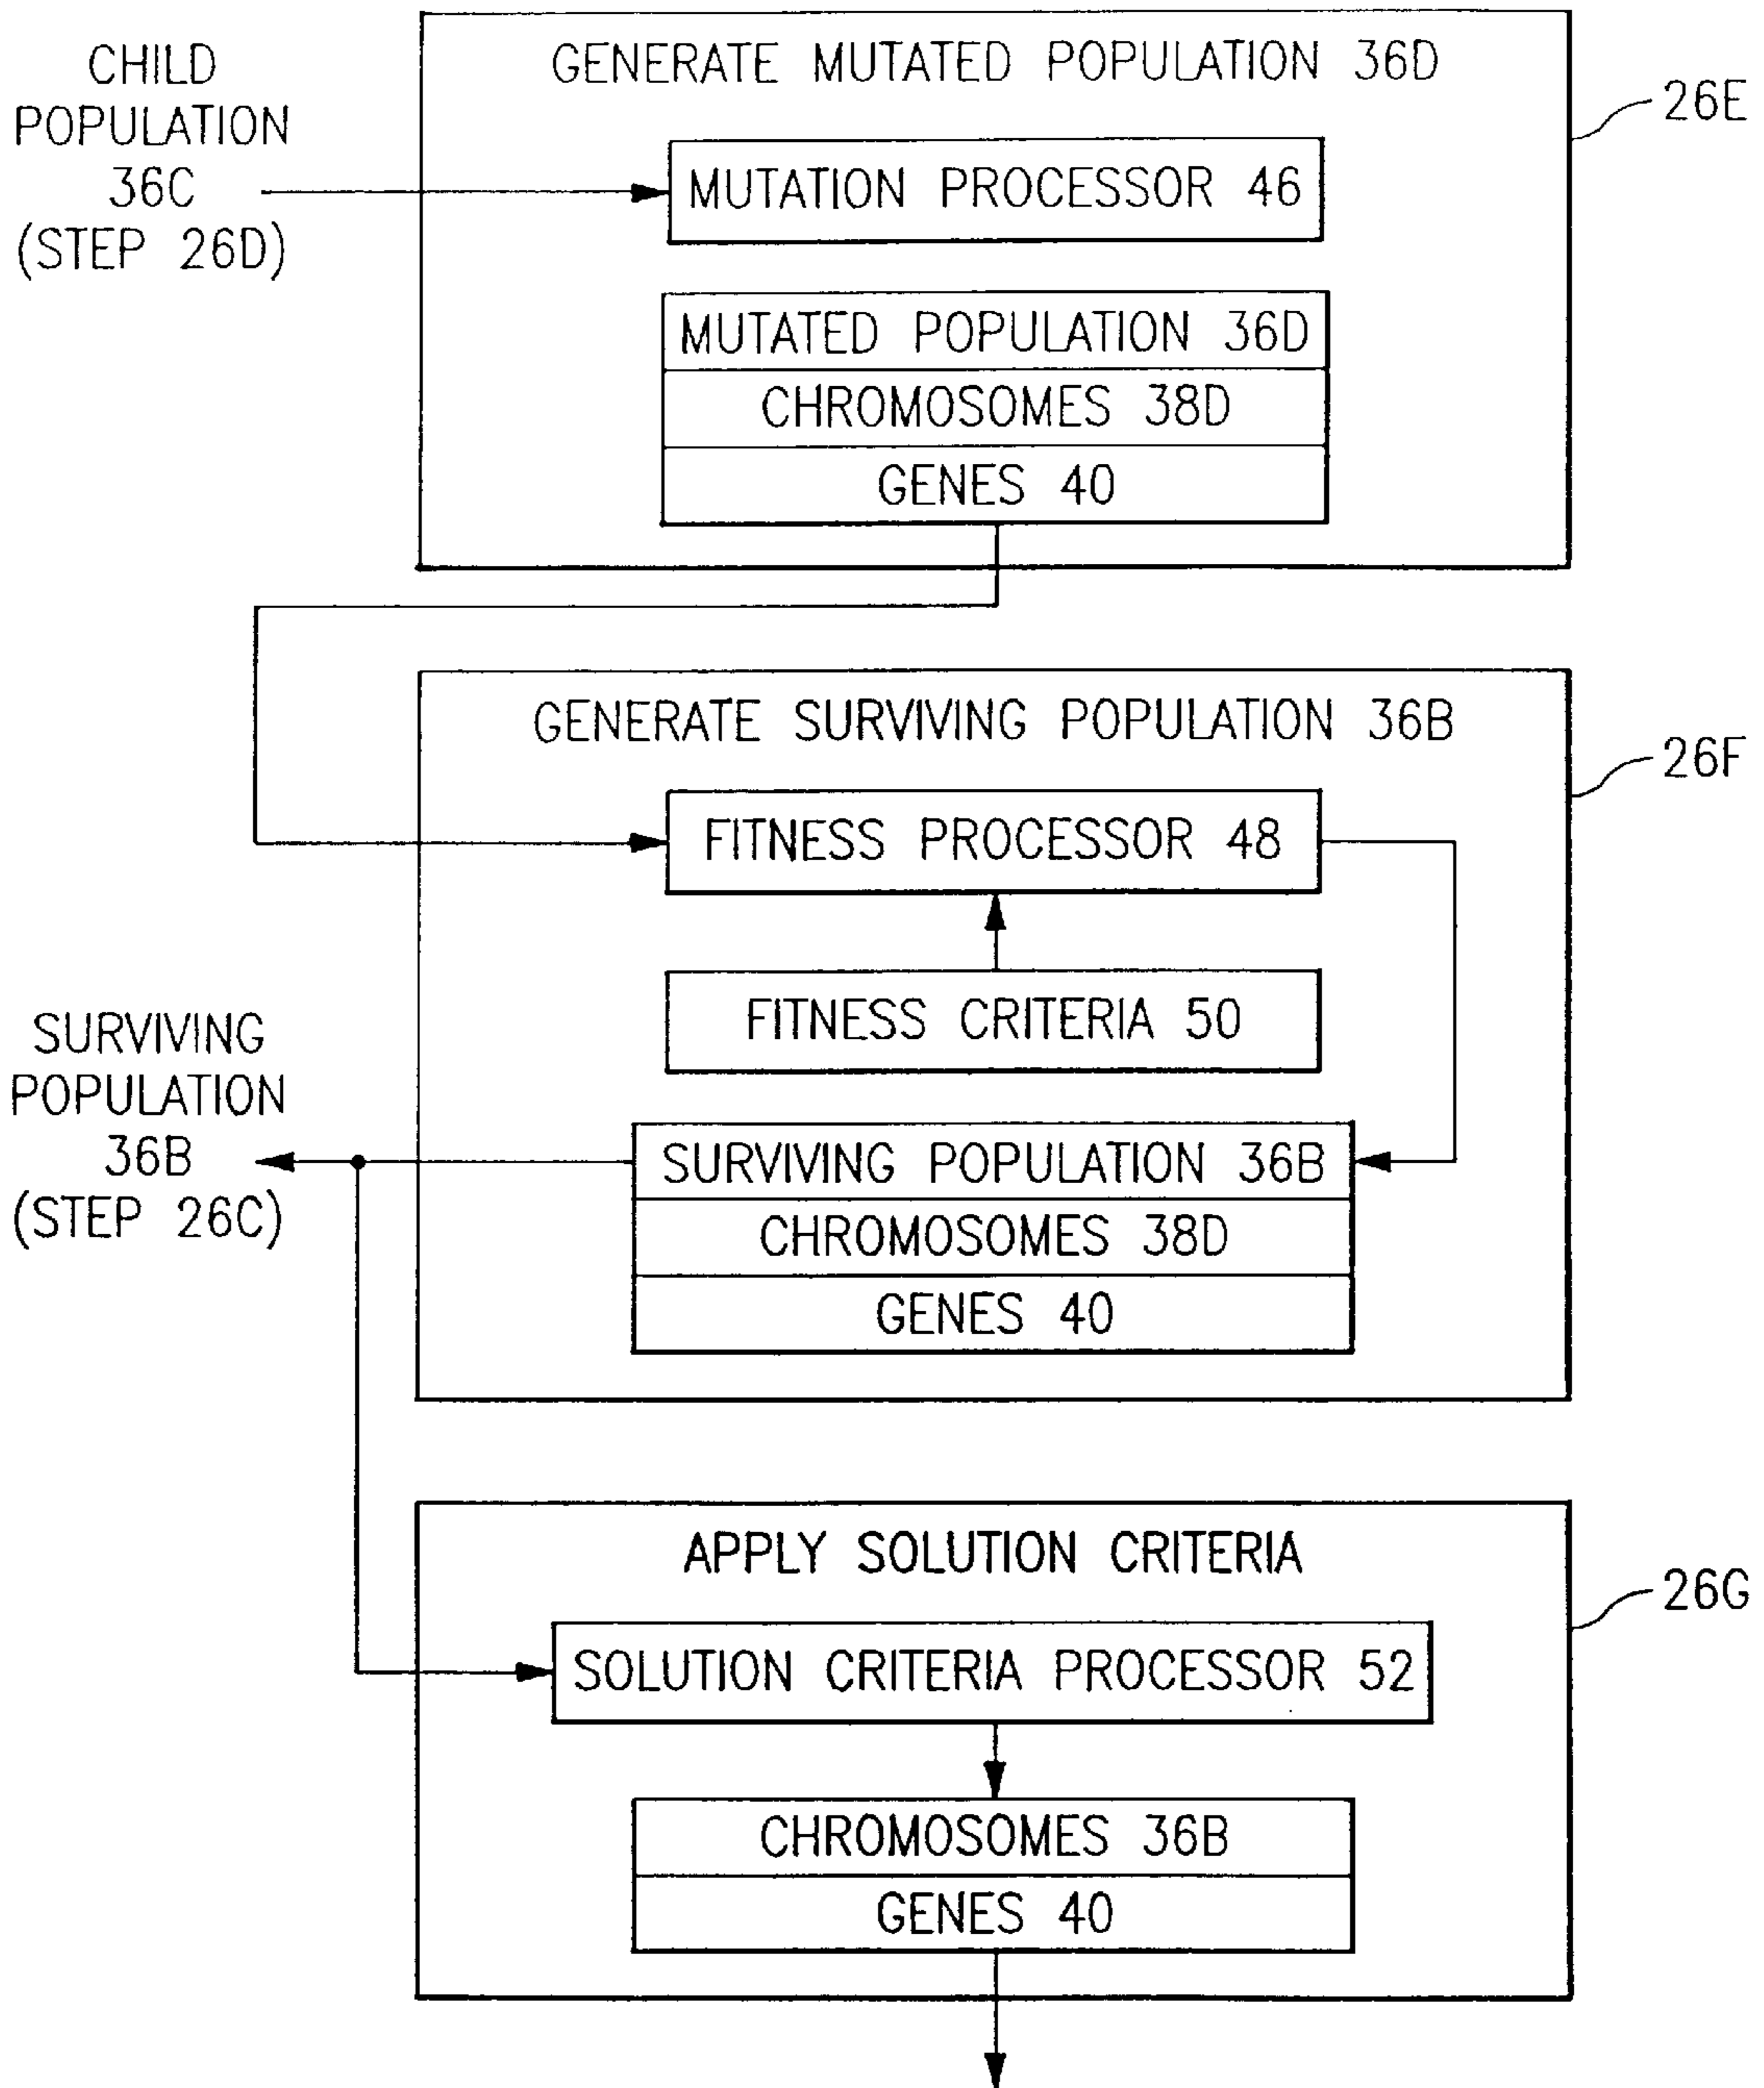 CHILD
POPULATION
36C
(STEP 26D)
GENERATE MUTATED POPULATION 36D
26E
MUTATION PROCESSOR 46
MUTATED POPULATION 36D
CHROMOSOMES 38D
GENES 40
GENERATE SURVIVING POPULATION 36B
26F
FITNESS PROCESSOR 48
FITNESS CRITERIA 50
SURVIVING
POPULATION
36B
(STEP 26C)
SURVIVING POPULATION 36B
CHROMOSOMES 38D
GENES 40
APPLY SOLUTION CRITERIA
26G
SOLUTION CRITERIA PROCESSOR 52
CHROMOSOMES 36B
GENES 40